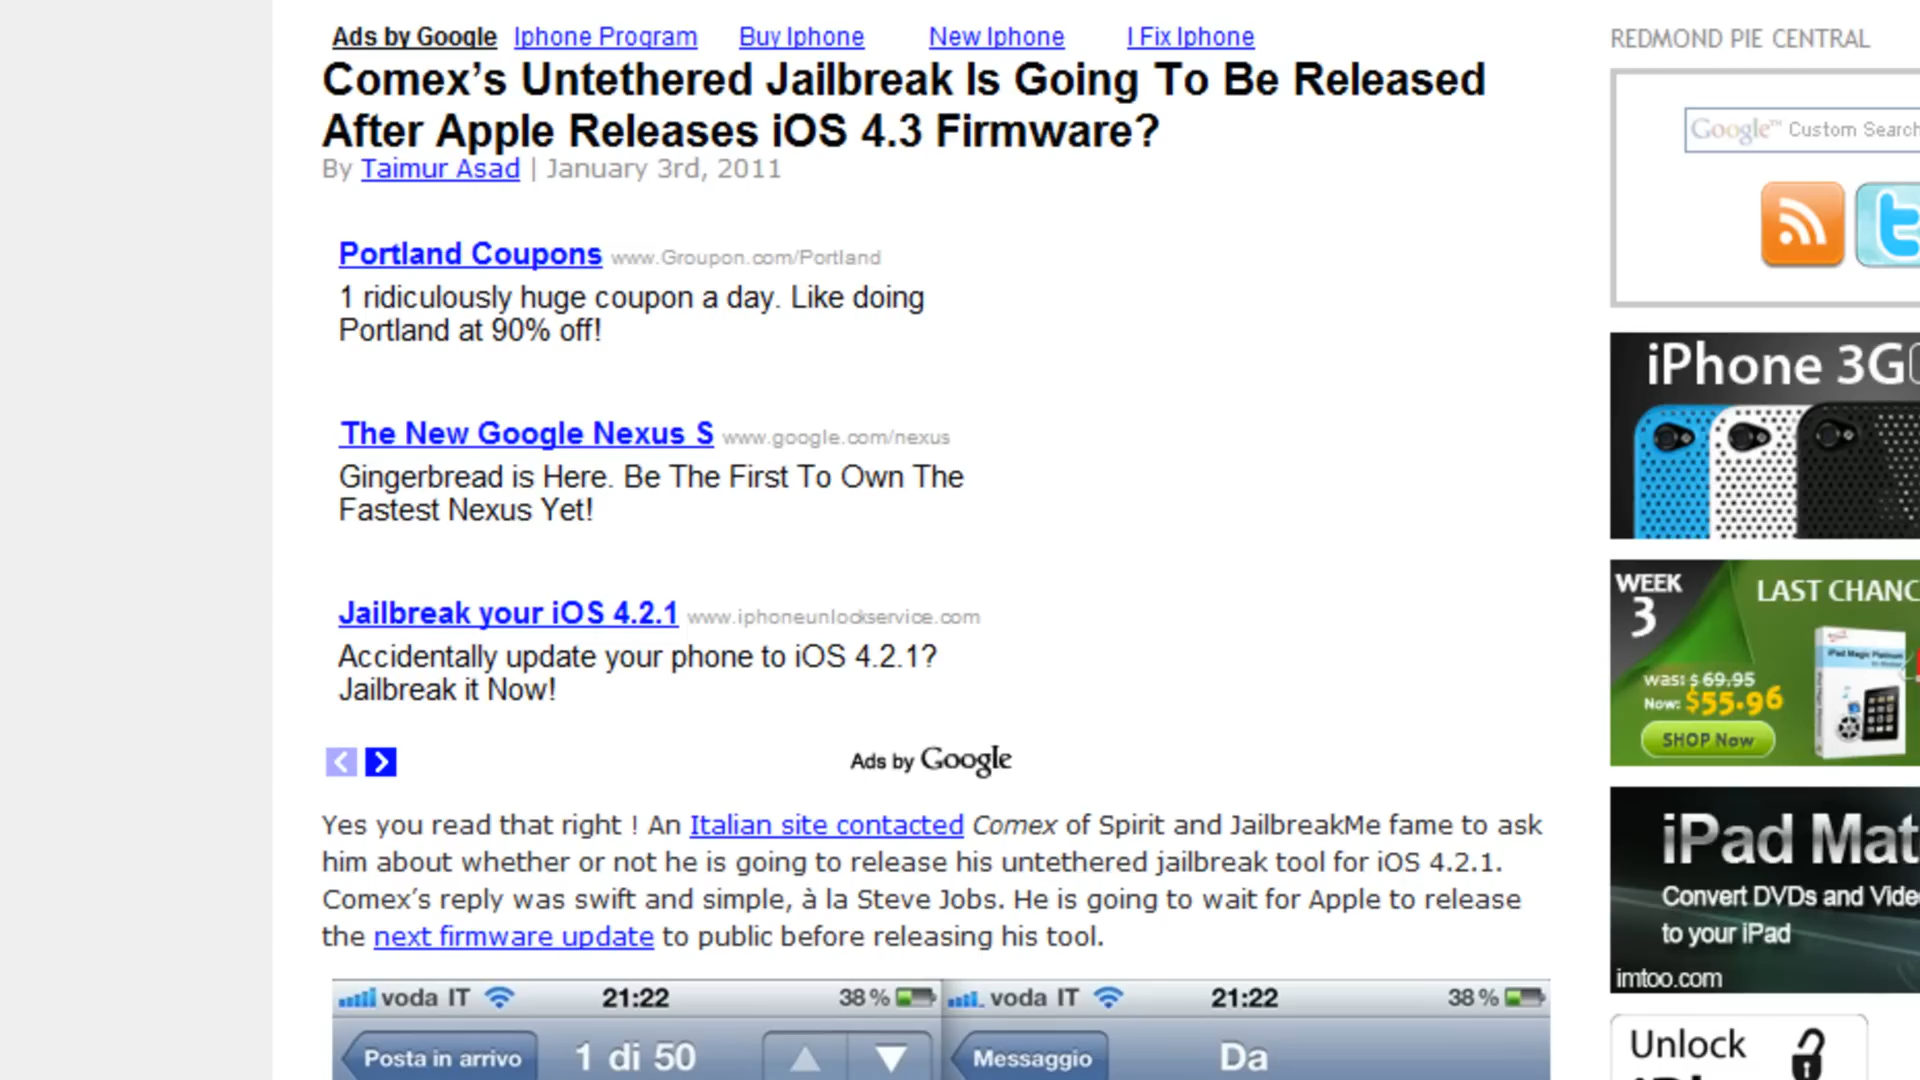 Ads by Google Iphone Program Buy Iphone New Iphone I Fix Iphone
Comex’s Untethered Jailbreak Is Going To Be Released
After Apple Releases iOS 4.3 Firmware?
By Taimur Asad | January 3rd, 2011
Portland Coupons www.Groupon.com/Portland
1 ridiculously huge coupon a day. Like doing
Portland at 90% off!
The New Google Nexus S www.google.com/nexus
Gingerbread is Here. Be The First To Own The
Fastest Nexus Yet!
Jailbreak your iOS 4.2.1 www.iphoneunlockservice.com
Accidentally update your phone to iOS 4.2.1?
Jailbreak it Now!
Ads by Google
Yes you read that right ! An Italian site contacted Comex of Spirit and JailbreakMe fame to ask
him about whether or not he is going to release his untethered jailbreak tool for iOS 4.2.1.
Comex’s reply was swift and simple, à la Steve Jobs. He is going to wait for Apple to release
the next firmware update to public before releasing his tool.
voda IT 21:22 38%
voda IT 21:22 38%
Posta in arrivo 1 di 50
Messaggio Da
REDMOND PIE CENTRAL
Google™ Custom Search
iPhone 3G
WEEK
3
LAST CHANC
was: $69.95
Now: $55.96
SHOP Now
iPad Magic Platinum
iPad Mat
Convert DVDs and Vide
to your iPad
imtoo.com
Unlock